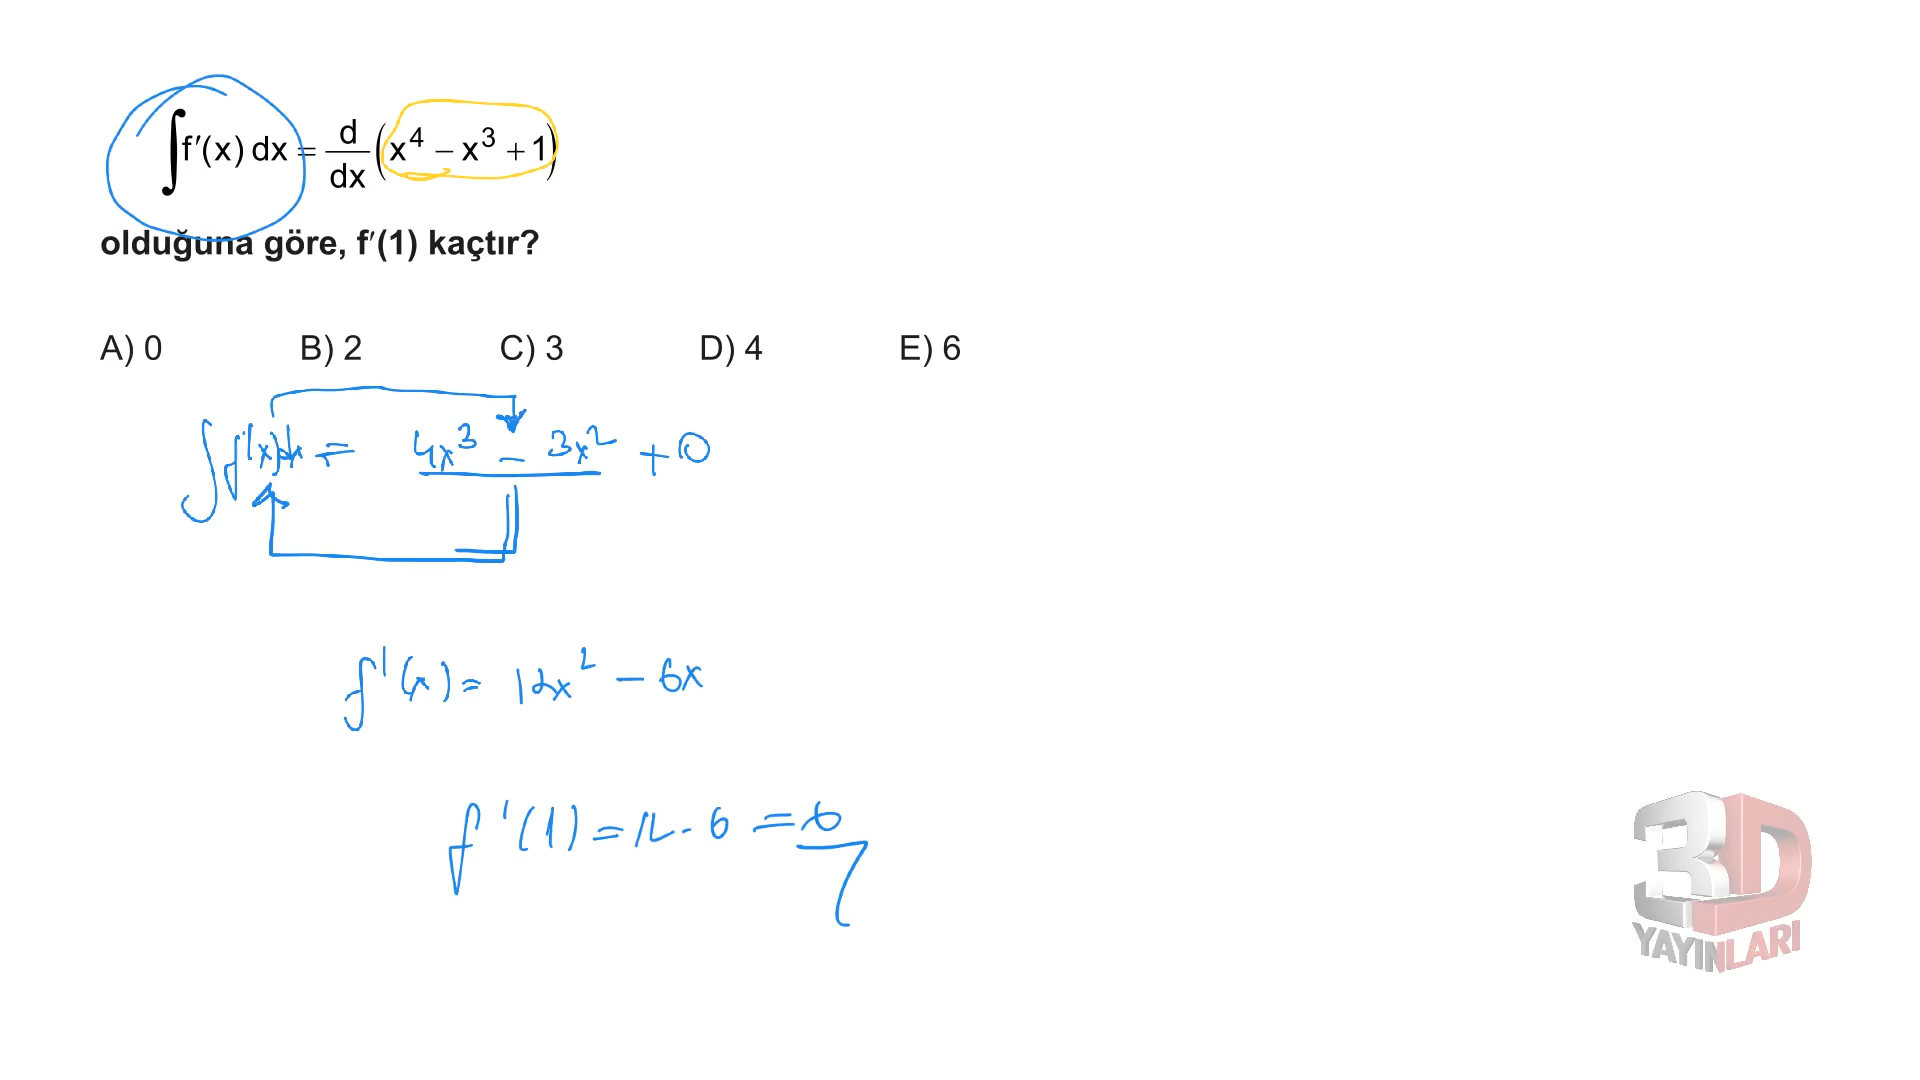 ∫f′(x) dx = d/dx (x⁴ − x³ + 1)
olduğuna göre, f′(1) kaçtır?
A) 0 B) 2 C) 3 D) 4 E) 6
∫f'(x)dx = 4x³ − 3x² + 0
f'(x) = 12x² − 6x
f'(1) = 12 - 6 = 6
3D
YAYINLARI